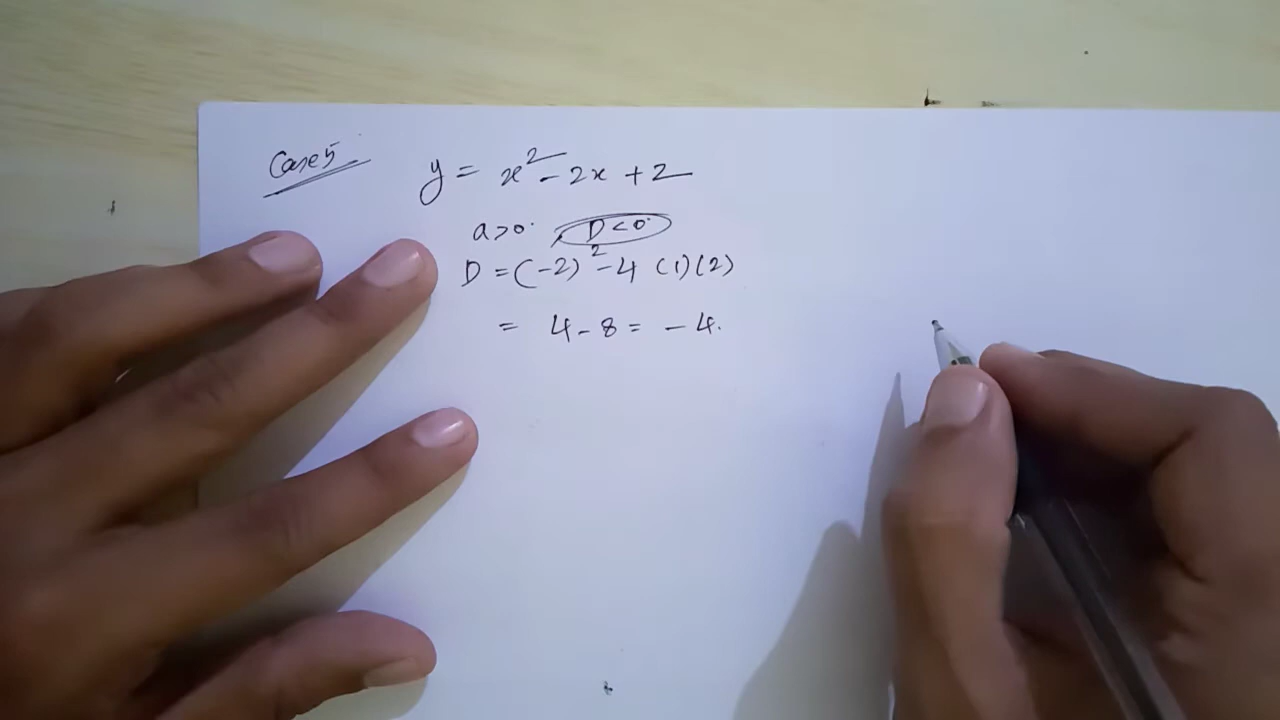 Case 5
y = x² - 2x + 2
a > 0 D < 0
D = (-2)² - 4 (1)(2)
= 4 - 8 = - 4.